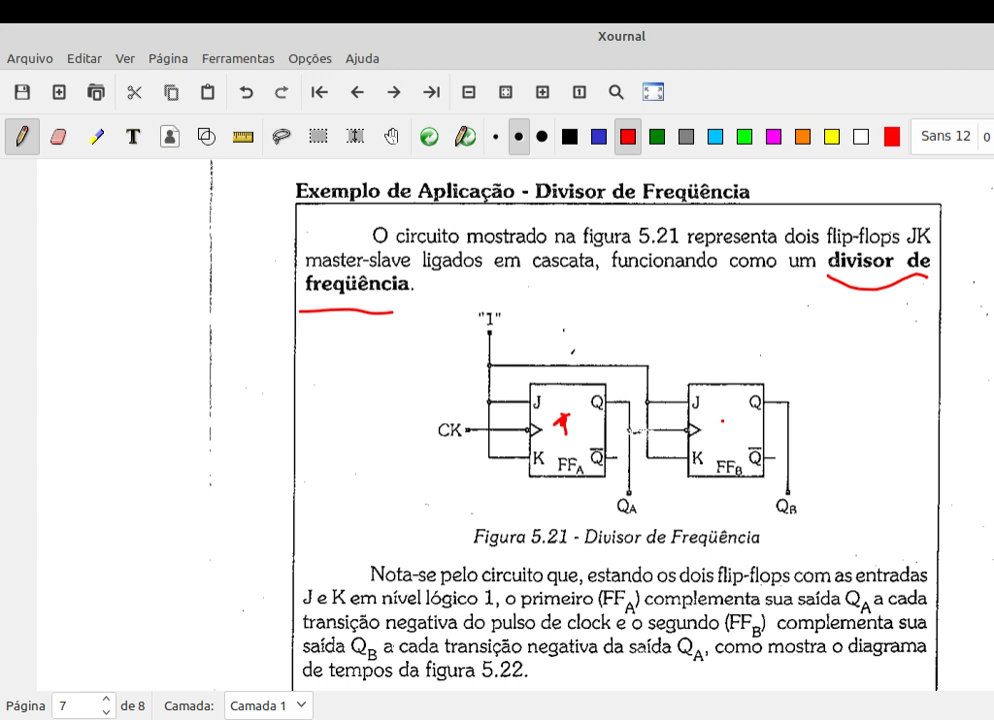 Xournal
Arquivo Editar Ver Página Ferramentas Opções Ajuda
T Sans 12 0
Exemplo de Aplicação - Divisor de Freqüência
O circuito mostrado na figura 5.21 representa dois flip-flops JK
master-slave ligados em cascata, funcionando como um divisor de
freqüência.
"1"
J Q J Q
CK
K FFA Q̅ K FFB Q̅
QA QB
Figura 5.21 - Divisor de Freqüência
Nota-se pelo circuito que, estando os dois flip-flops com as entradas
J e K em nível lógico 1, o primeiro (FFA) complementa sua saída QA a cada
transição negativa do pulso de clock e o segundo (FFB) complementa sua
saída QB a cada transição negativa da saída QA, como mostra o diagrama
de tempos da figura 5.22.
Página 7 de 8 Camada: Camada 1